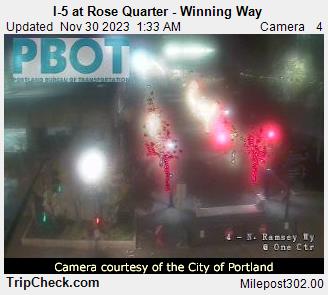 I-5 at Rose Quarter - Winning Way
Updated Nov 30 2023 1:33 AM Camera 4
PBOT
PORTLAND BUREAU OF TRANSPORTATION
4 - N. Ramsey Wy
@ One Ctr
Camera courtesy of the City of Portland
TripCheck.com Milepost302.00